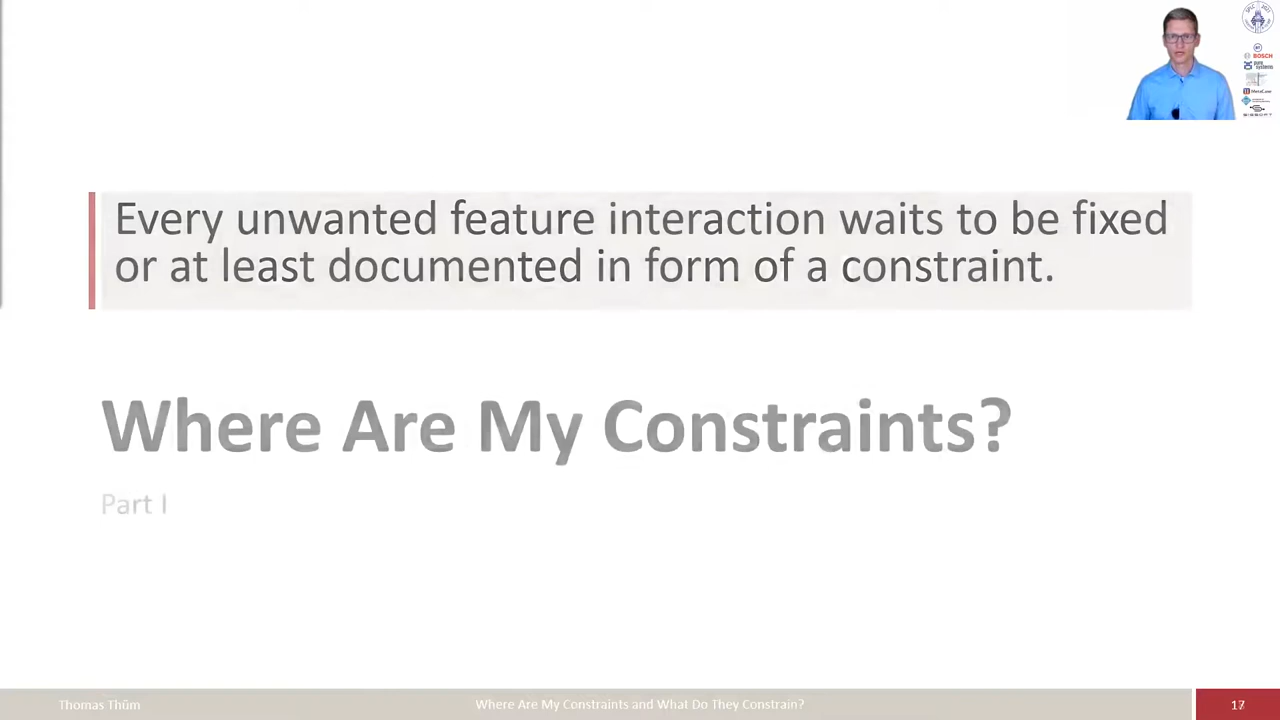 BOSCH
Every unwanted feature interaction waits to be fixed
or at least documented in form of a constraint.
Where Are My Constraints?
Part I
Thomas Thüm
Where Are My Constraints and What Do They Constrain?
17